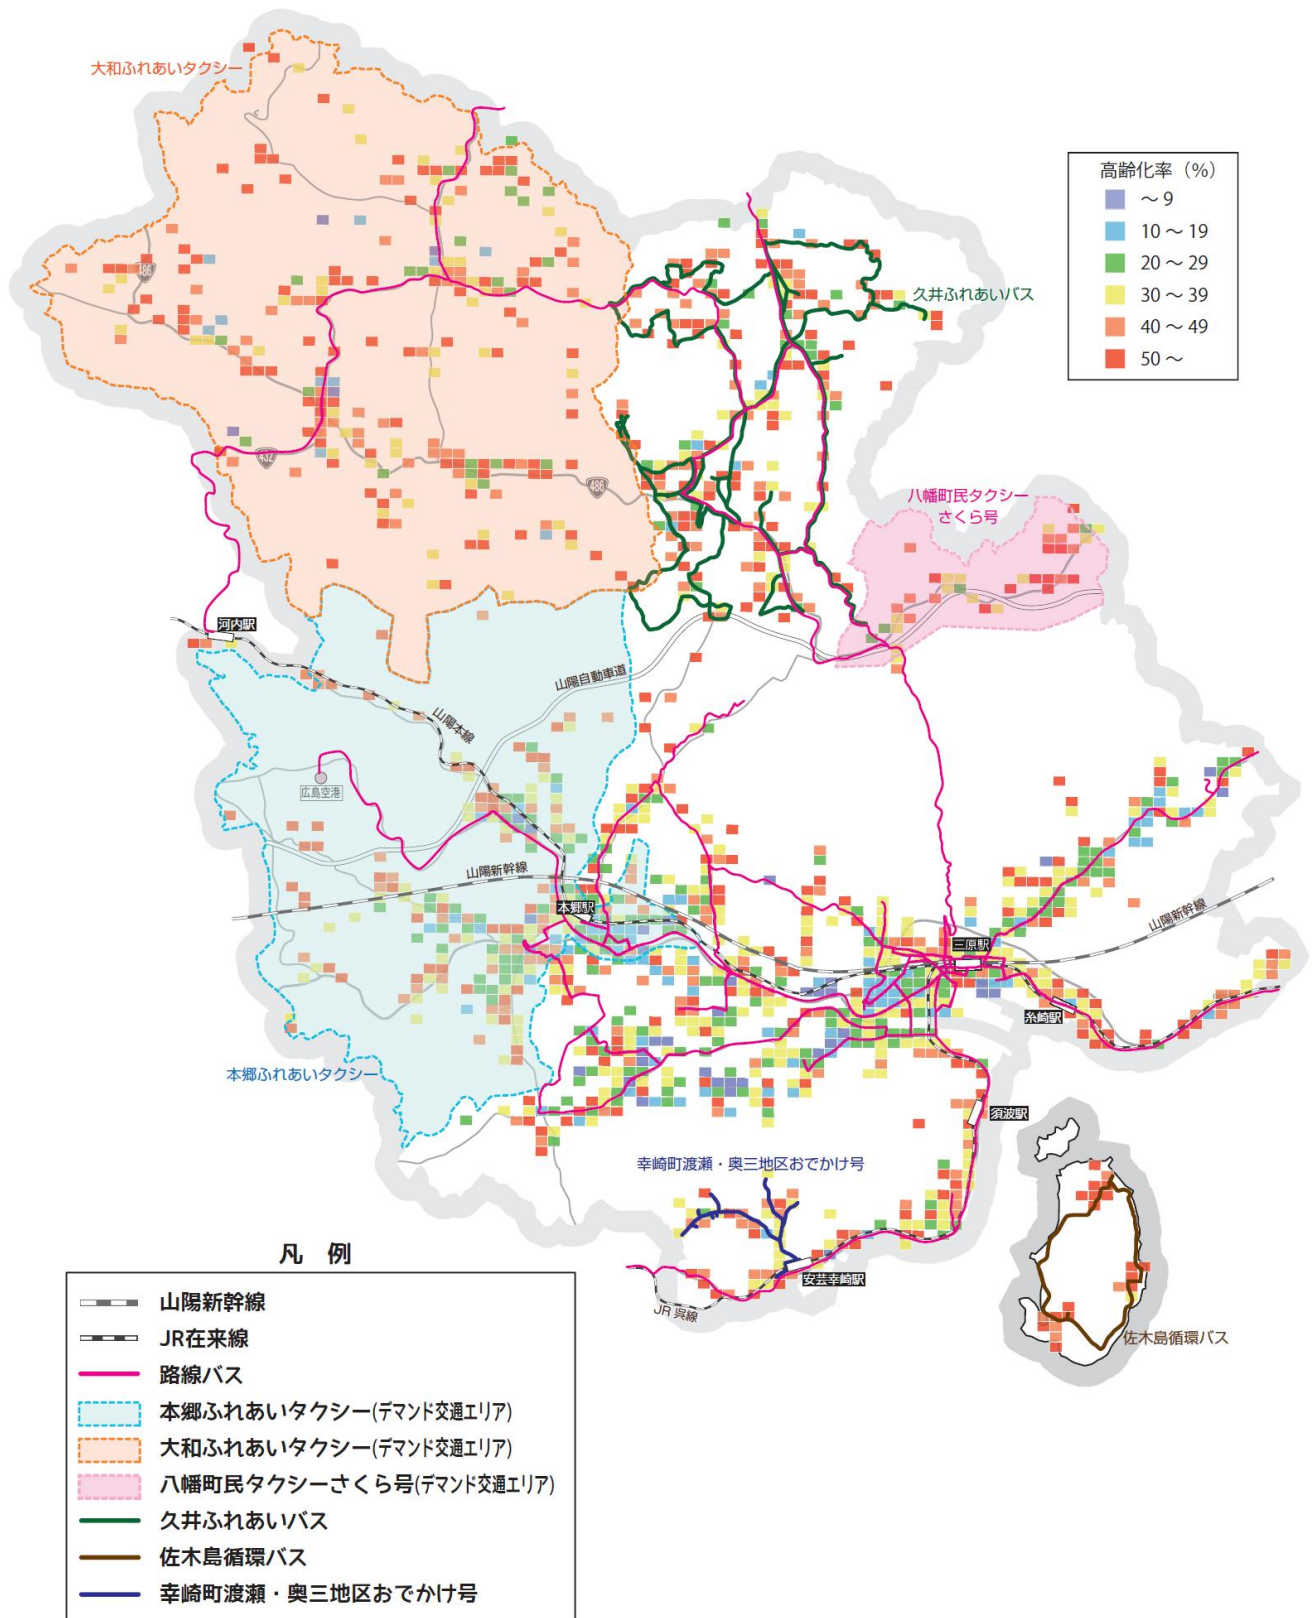 大和ふれあいタクシー
高齢化率（%）
～9
10～19
20～29
30～39
40～49
50～
486
久井ふれあいバス
432
486
八幡町民タクシー
さくら号
河内駅
山陽自動車道
山陽本線
広島空港
山陽新幹線
本郷駅
三原駅
山陽新幹線
糸崎駅
本郷ふれあいタクシー
須波駅
幸崎町渡瀬・奥三地区おでかけ号
安芸幸崎駅
JR呉線
佐木島循環バス
凡　例
山陽新幹線
JR在来線
路線バス
本郷ふれあいタクシー(デマンド交通エリア)
大和ふれあいタクシー(デマンド交通エリア)
八幡町民タクシーさくら号(デマンド交通エリア)
久井ふれあいバス
佐木島循環バス
幸崎町渡瀬・奥三地区おでかけ号